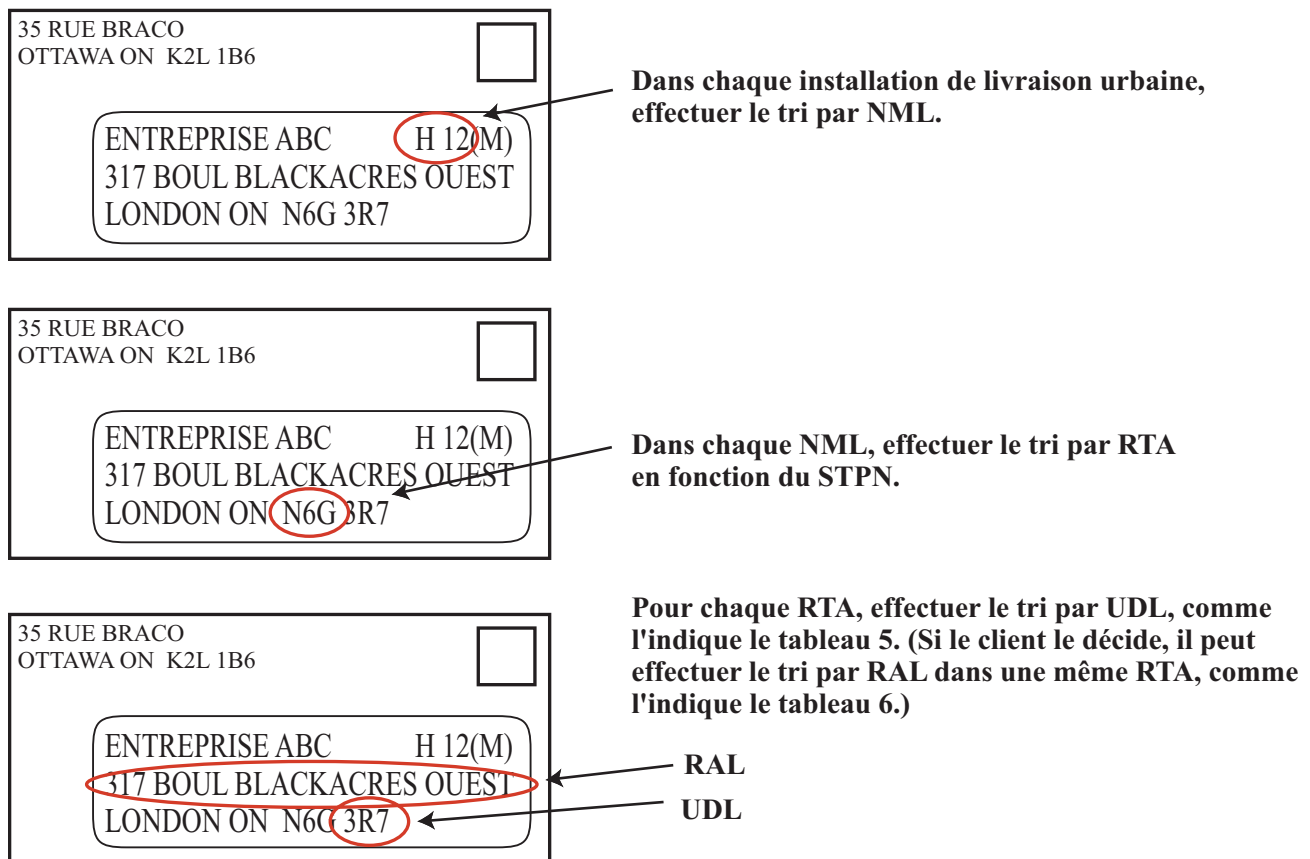 35 RUE BRACO
OTTAWA ON K2L 1B6
ENTREPRISE ABC H 12(M)
317 BOUL BLACKACRES OUEST
LONDON ON N6G 3R7
Dans chaque installation de livraison urbaine,
effectuer le tri par NML.
35 RUE BRACO
OTTAWA ON K2L 1B6
ENTREPRISE ABC H 12(M)
317 BOUL BLACKACRES OUEST
LONDON ON N6G 3R7
Dans chaque NML, effectuer le tri par RTA
en fonction du STPN.
35 RUE BRACO
OTTAWA ON K2L 1B6
ENTREPRISE ABC H 12(M)
317 BOUL BLACKACRES OUEST
LONDON ON N6G 3R7
Pour chaque RTA, effectuer le tri par UDL, comme
l'indique le tableau 5. (Si le client le décide, il peut
effectuer le tri par RAL dans une même RTA, comme
l'indique le tableau 6.)
RAL
UDL